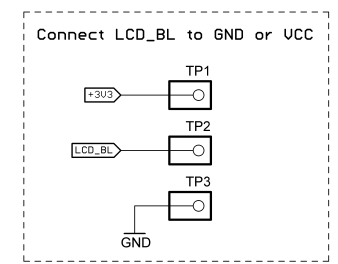 Connect LCD_BL to GND or VCC
TP1
+3V3
TP2
LCD_BL
TP3
GND